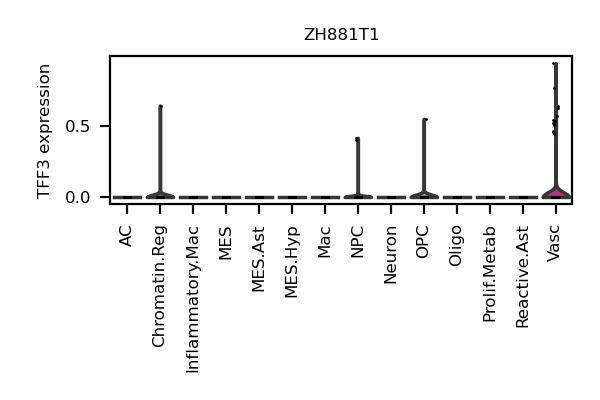 ZH881T1
TFF3 expression
0.5
0.0
AC
Chromatin.Reg
Inflammatory.Mac
MES
MES.Ast
MES.Hyp
Mac
NPC
Neuron
OPC
Oligo
Prolif.Metab
Reactive.Ast
Vasc